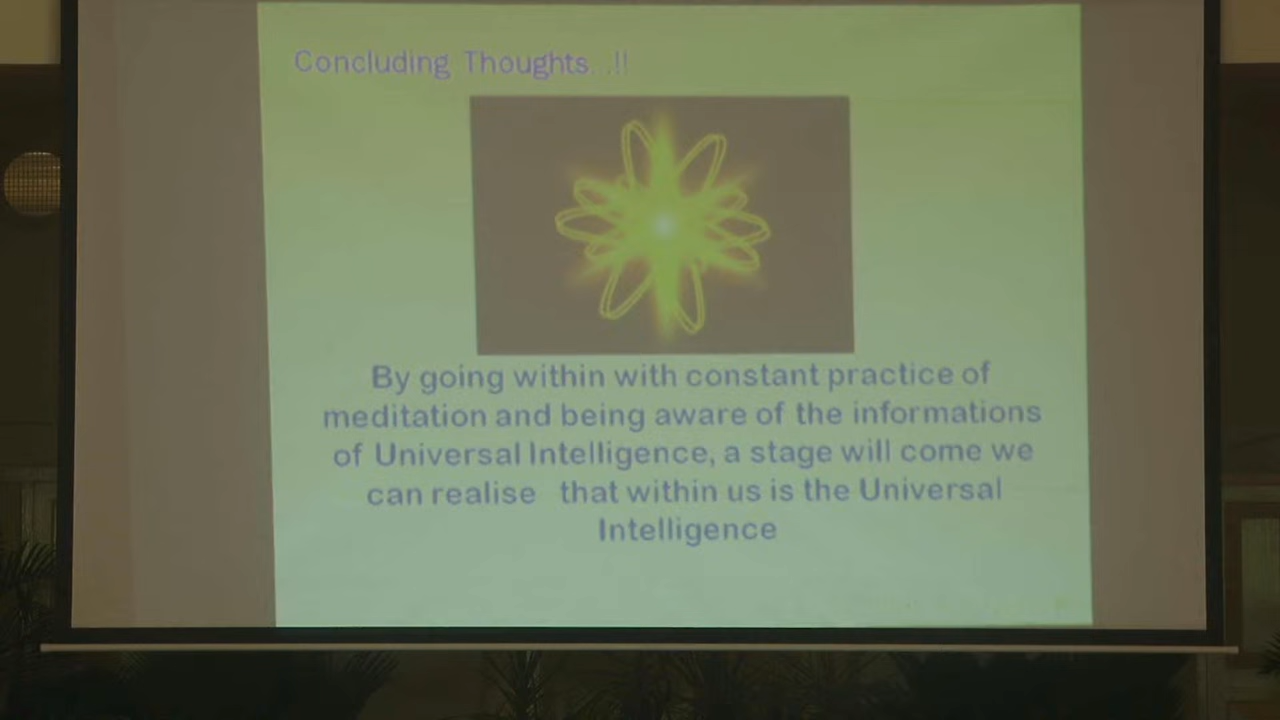 Concluding Thoughts...!!
By going within with constant practice of
meditation and being aware of the informations
of Universal Intelligence, a stage will come we
can realise that within us is the Universal
Intelligence